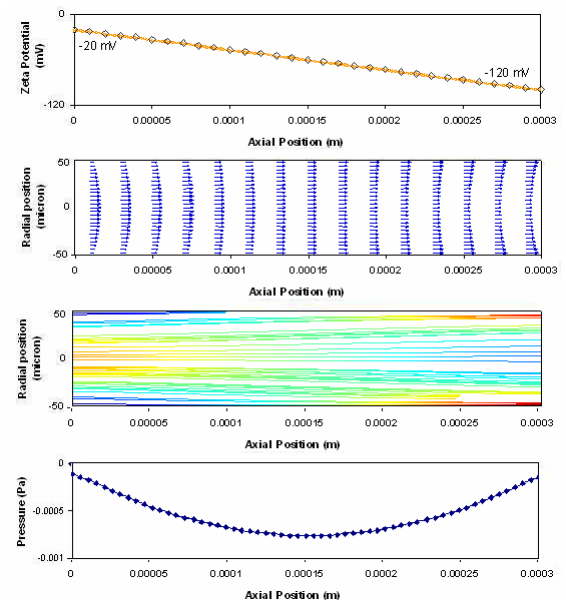 Zeta Potential
(mV)
0
-120
-20 mV
-120 mV
0 0.00005 0.0001 0.00015 0.0002 0.00025 0.0003
Axial Position (m)
Radial position
(micron)
50
0
-50
0 0.00005 0.0001 0.00015 0.0002 0.00025 0.0003
Axial Position (m)
Radial position
(micron)
50
0
-50
0 0.00005 0.0001 0.00015 0.0002 0.00025 0.0003
Axial Position (m)
Pressure (Pa)
0
-0.0005
-0.001
0 0.00005 0.0001 0.00015 0.0002 0.00025 0.0003
Axial Position (m)